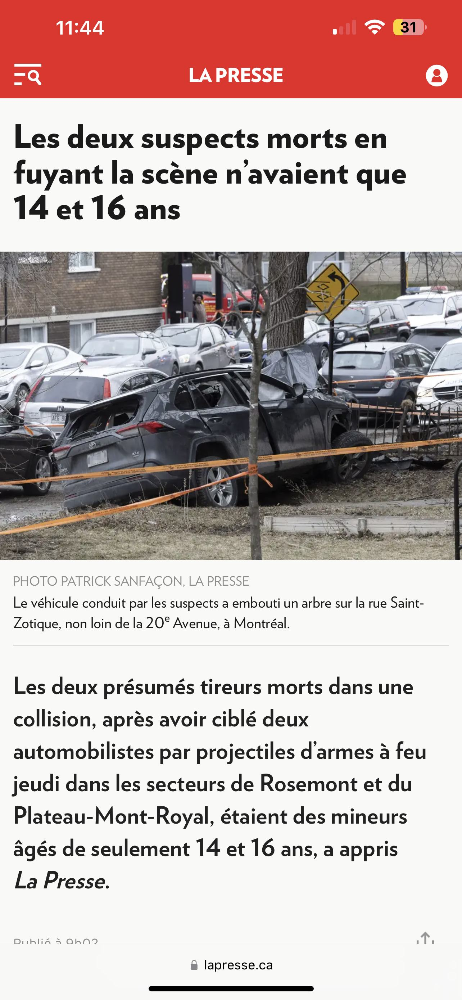 11:44
31
LA PRESSE
Les deux suspects morts en
fuyant la scène n’avaient que
14 et 16 ans
AEG
XLE
PHOTO PATRICK SANFAÇON, LA PRESSE
Le véhicule conduit par les suspects a embouti un arbre sur la rue Saint-
Zotique, non loin de la 20e Avenue, à Montréal.
Les deux présumés tireurs morts dans une
collision, après avoir ciblé deux
automobilistes par projectiles d’armes à feu
jeudi dans les secteurs de Rosemont et du
Plateau-Mont-Royal, étaient des mineurs
âgés de seulement 14 et 16 ans, a appris
La Presse.
Publié à 9h02
lapresse.ca